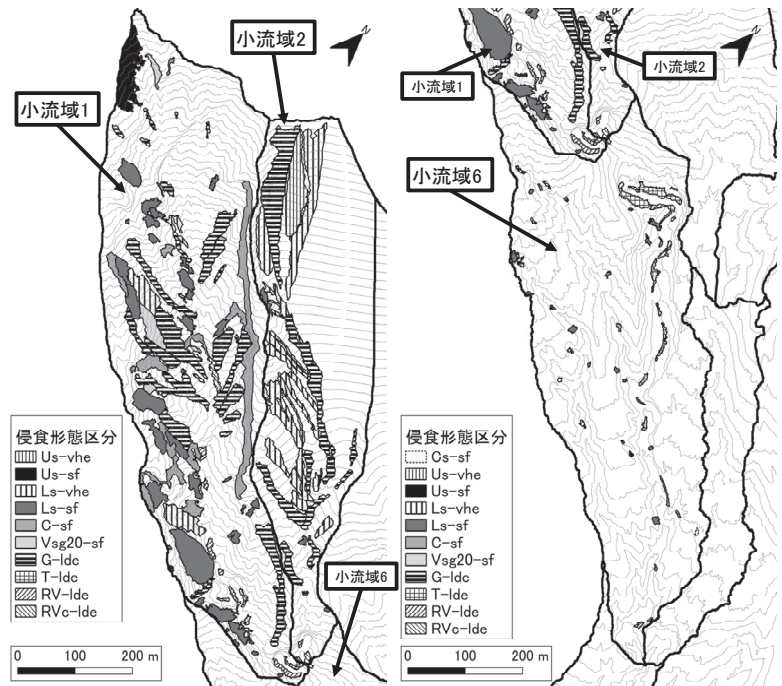 小流域2
N
小流域1
侵食形態区分
Us-vhe
Us-sf
Ls-vhe
Ls-sf
C-sf
Vsg20-sf
G-ldc
T-ldc
RV-ldc
RVc-ldc
0 100 200 m
小流域6
N
小流域1
小流域2
小流域6
侵食形態区分
Cs-sf
Us-vhe
Us-sf
Ls-vhe
Ls-sf
C-sf
Vsg20-sf
G-ldc
T-ldc
RV-ldc
RVc-ldc
0 100 200 m